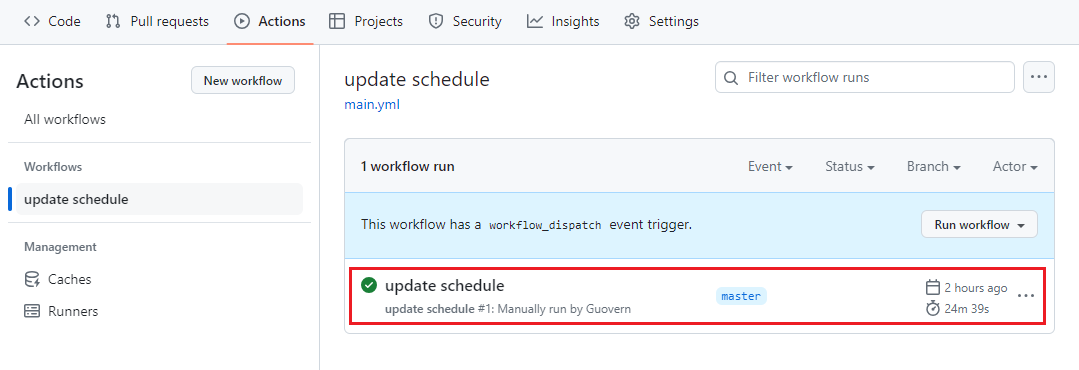 Code Pull requests Actions Projects Security Insights Settings
Actions
New workflow
All workflows
Workflows
update schedule
Management
Caches
Runners
update schedule
main.yml
Filter workflow runs
1 workflow run
Event Status Branch Actor
This workflow has a workflow_dispatch event trigger.
Run workflow
update schedule
update schedule #1: Manually run by Guovern
master
2 hours ago
24m 39s